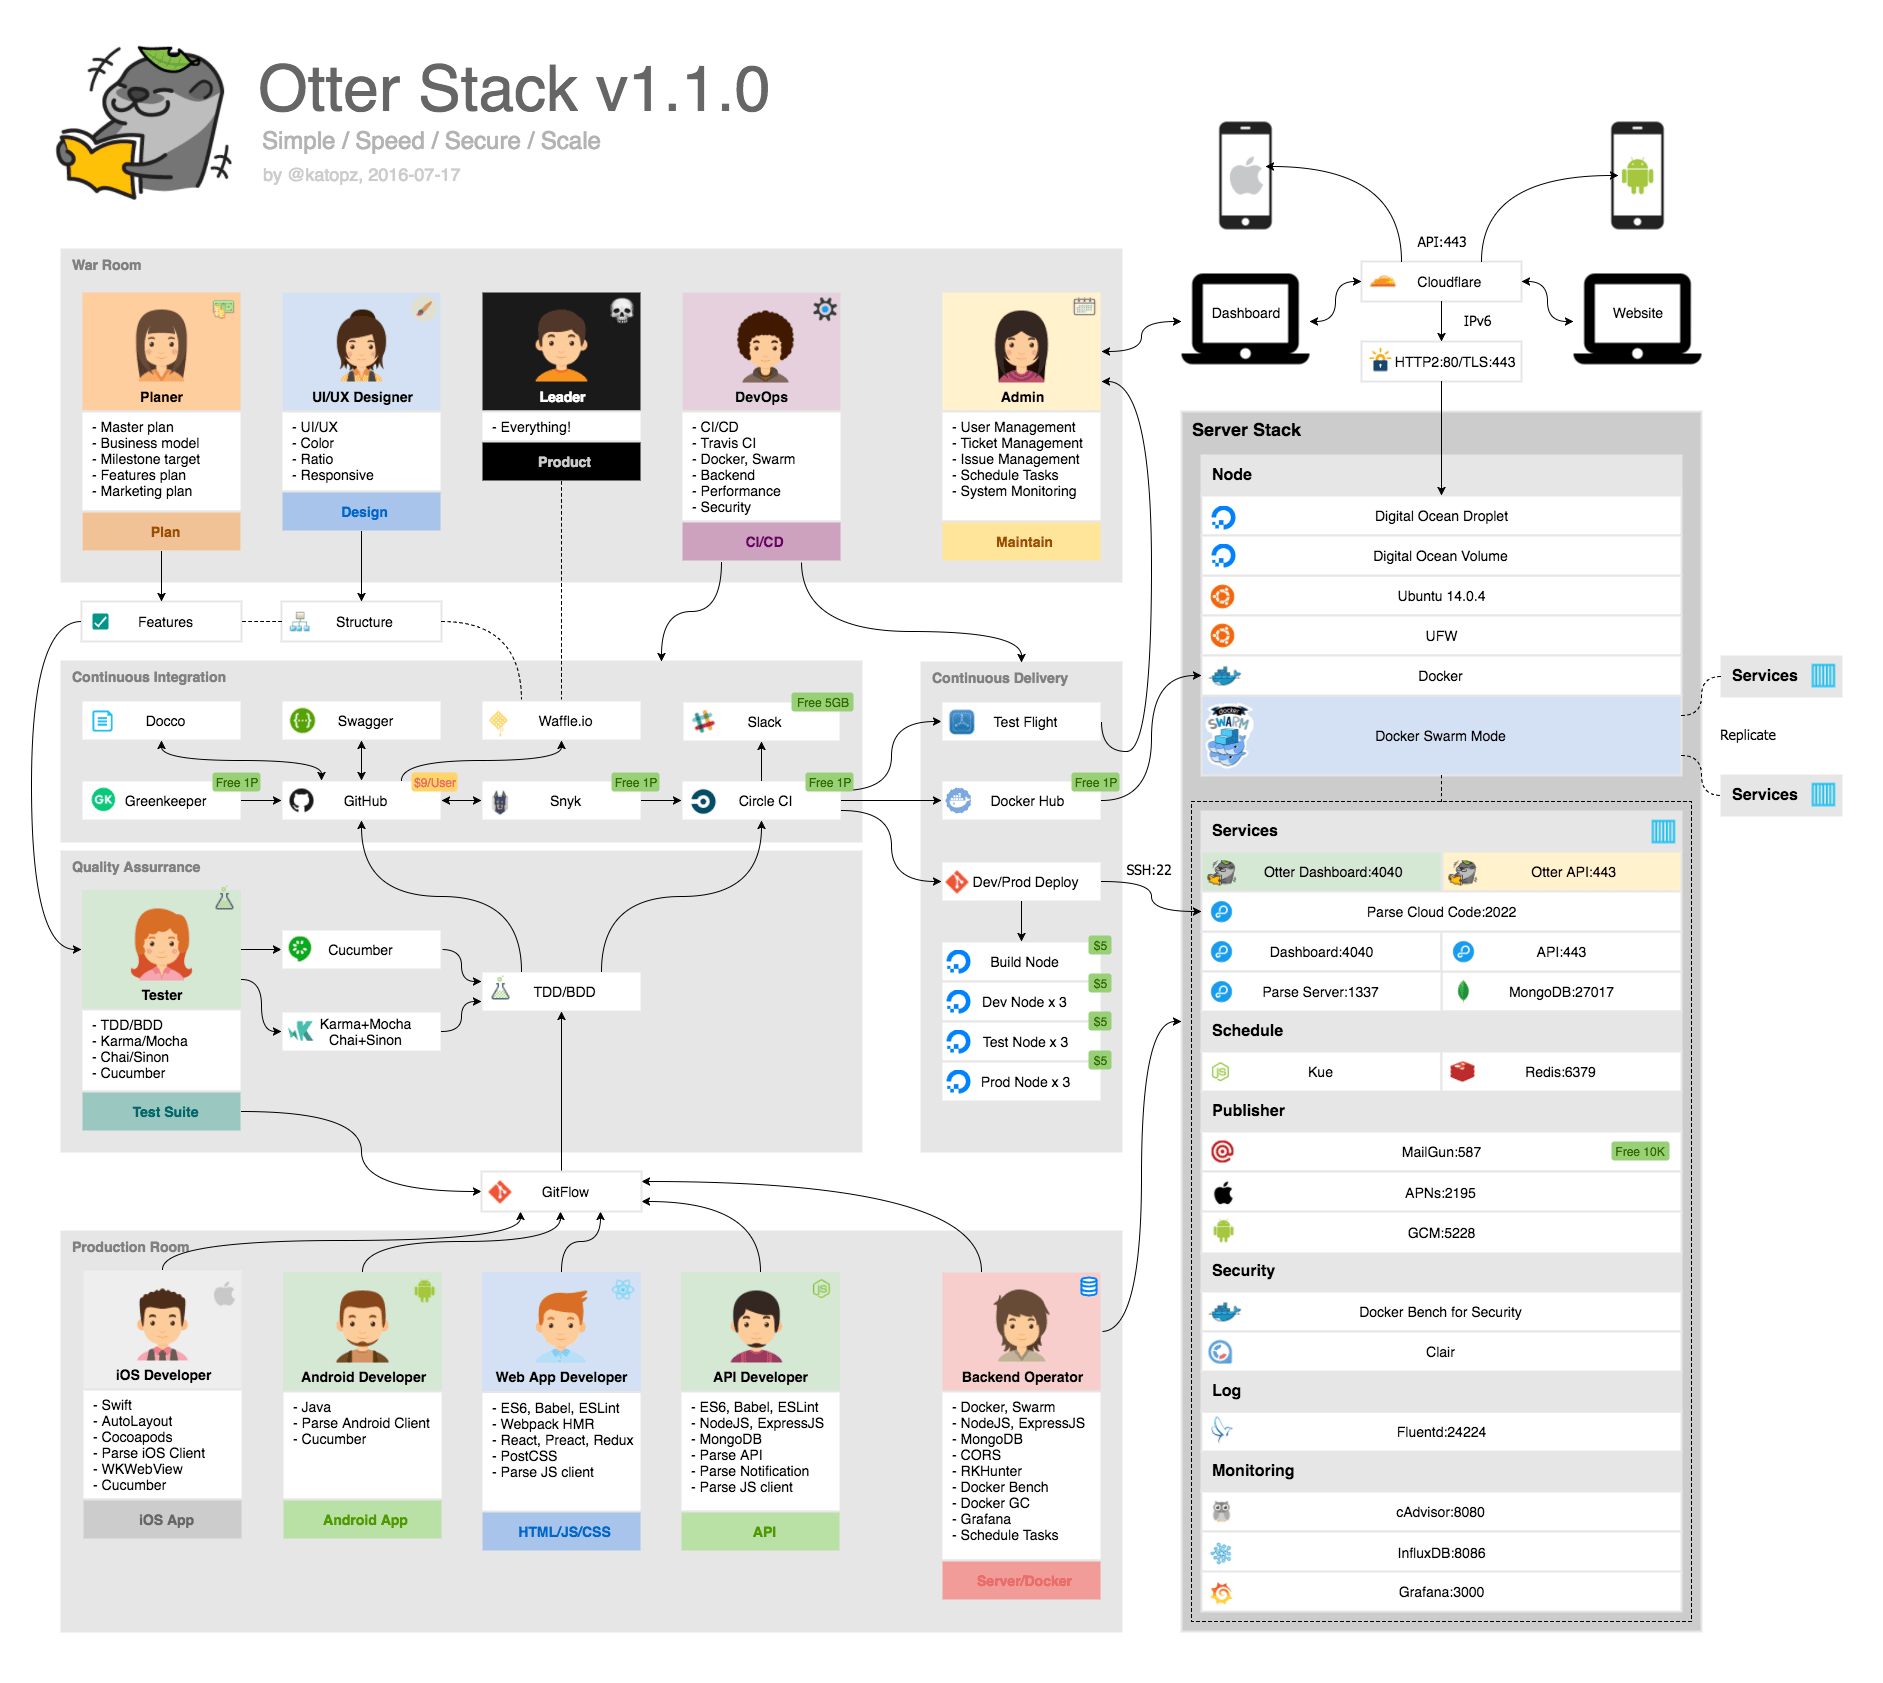 Otter Stack v1.1.0
Simple / Speed / Secure / Scale
by @katopz, 2016-07-17
API:443
Cloudflare
IPv6
HTTP2:80/TLS:443
Dashboard
Website
War Room
Planer
- Master plan
- Business model
- Milestone target
- Features plan
- Marketing plan
Plan
UI/UX Designer
- UI/UX
- Color
- Ratio
- Responsive
Design
Leader
- Everything!
Product
DevOps
- CI/CD
- Travis CI
- Docker, Swarm
- Backend
- Performance
- Security
CI/CD
Admin
- User Management
- Ticket Management
- Issue Management
- Schedule Tasks
- System Monitoring
Maintain
Features
Structure
Continuous Integration
Docco
Swagger
Waffle.io
Slack
Free 5GB
Greenkeeper
Free 1P
GitHub
$9/User
Snyk
Free 1P
Circle CI
Free 1P
Continuous Delivery
Test Flight
Docker Hub
Free 1P
Dev/Prod Deploy
SSH:22
Build Node
$5
Dev Node x 3
$5
Test Node x 3
$5
Prod Node x 3
$5
Quality Assurrance
Tester
- TDD/BDD
- Karma/Mocha
- Chai/Sinon
- Cucumber
Test Suite
Cucumber
Karma+Mocha
Chai+Sinon
TDD/BDD
GitFlow
Production Room
iOS Developer
- Swift
- AutoLayout
- Cocoapods
- Parse iOS Client
- WKWebView
- Cucumber
iOS App
Android Developer
- Java
- Parse Android Client
- Cucumber
Android App
Web App Developer
- ES6, Babel, ESLint
- Webpack HMR
- React, Preact, Redux
- PostCSS
- Parse JS client
HTML/JS/CSS
API Developer
- ES6, Babel, ESLint
- NodeJS, ExpressJS
- MongoDB
- Parse API
- Parse Notification
- Parse JS client
API
Backend Operator
- Docker, Swarm
- NodeJS, ExpressJS
- MongoDB
- CORS
- RKHunter
- Docker Bench
- Docker GC
- Grafana
- Schedule Tasks
Server/Docker
Server Stack
Node
Digital Ocean Droplet
Digital Ocean Volume
Ubuntu 14.0.4
UFW
Docker
docker
SWARM
Docker Swarm Mode
Services
Replicate
Services
Services
Otter Dashboard:4040
Otter API:443
Parse Cloud Code:2022
Dashboard:4040
API:443
Parse Server:1337
MongoDB:27017
Schedule
Kue
Redis:6379
Publisher
MailGun:587
Free 10K
APNs:2195
GCM:5228
Security
Docker Bench for Security
Clair
Log
Fluentd:24224
Monitoring
cAdvisor:8080
InfluxDB:8086
Grafana:3000
GK
JS
JS